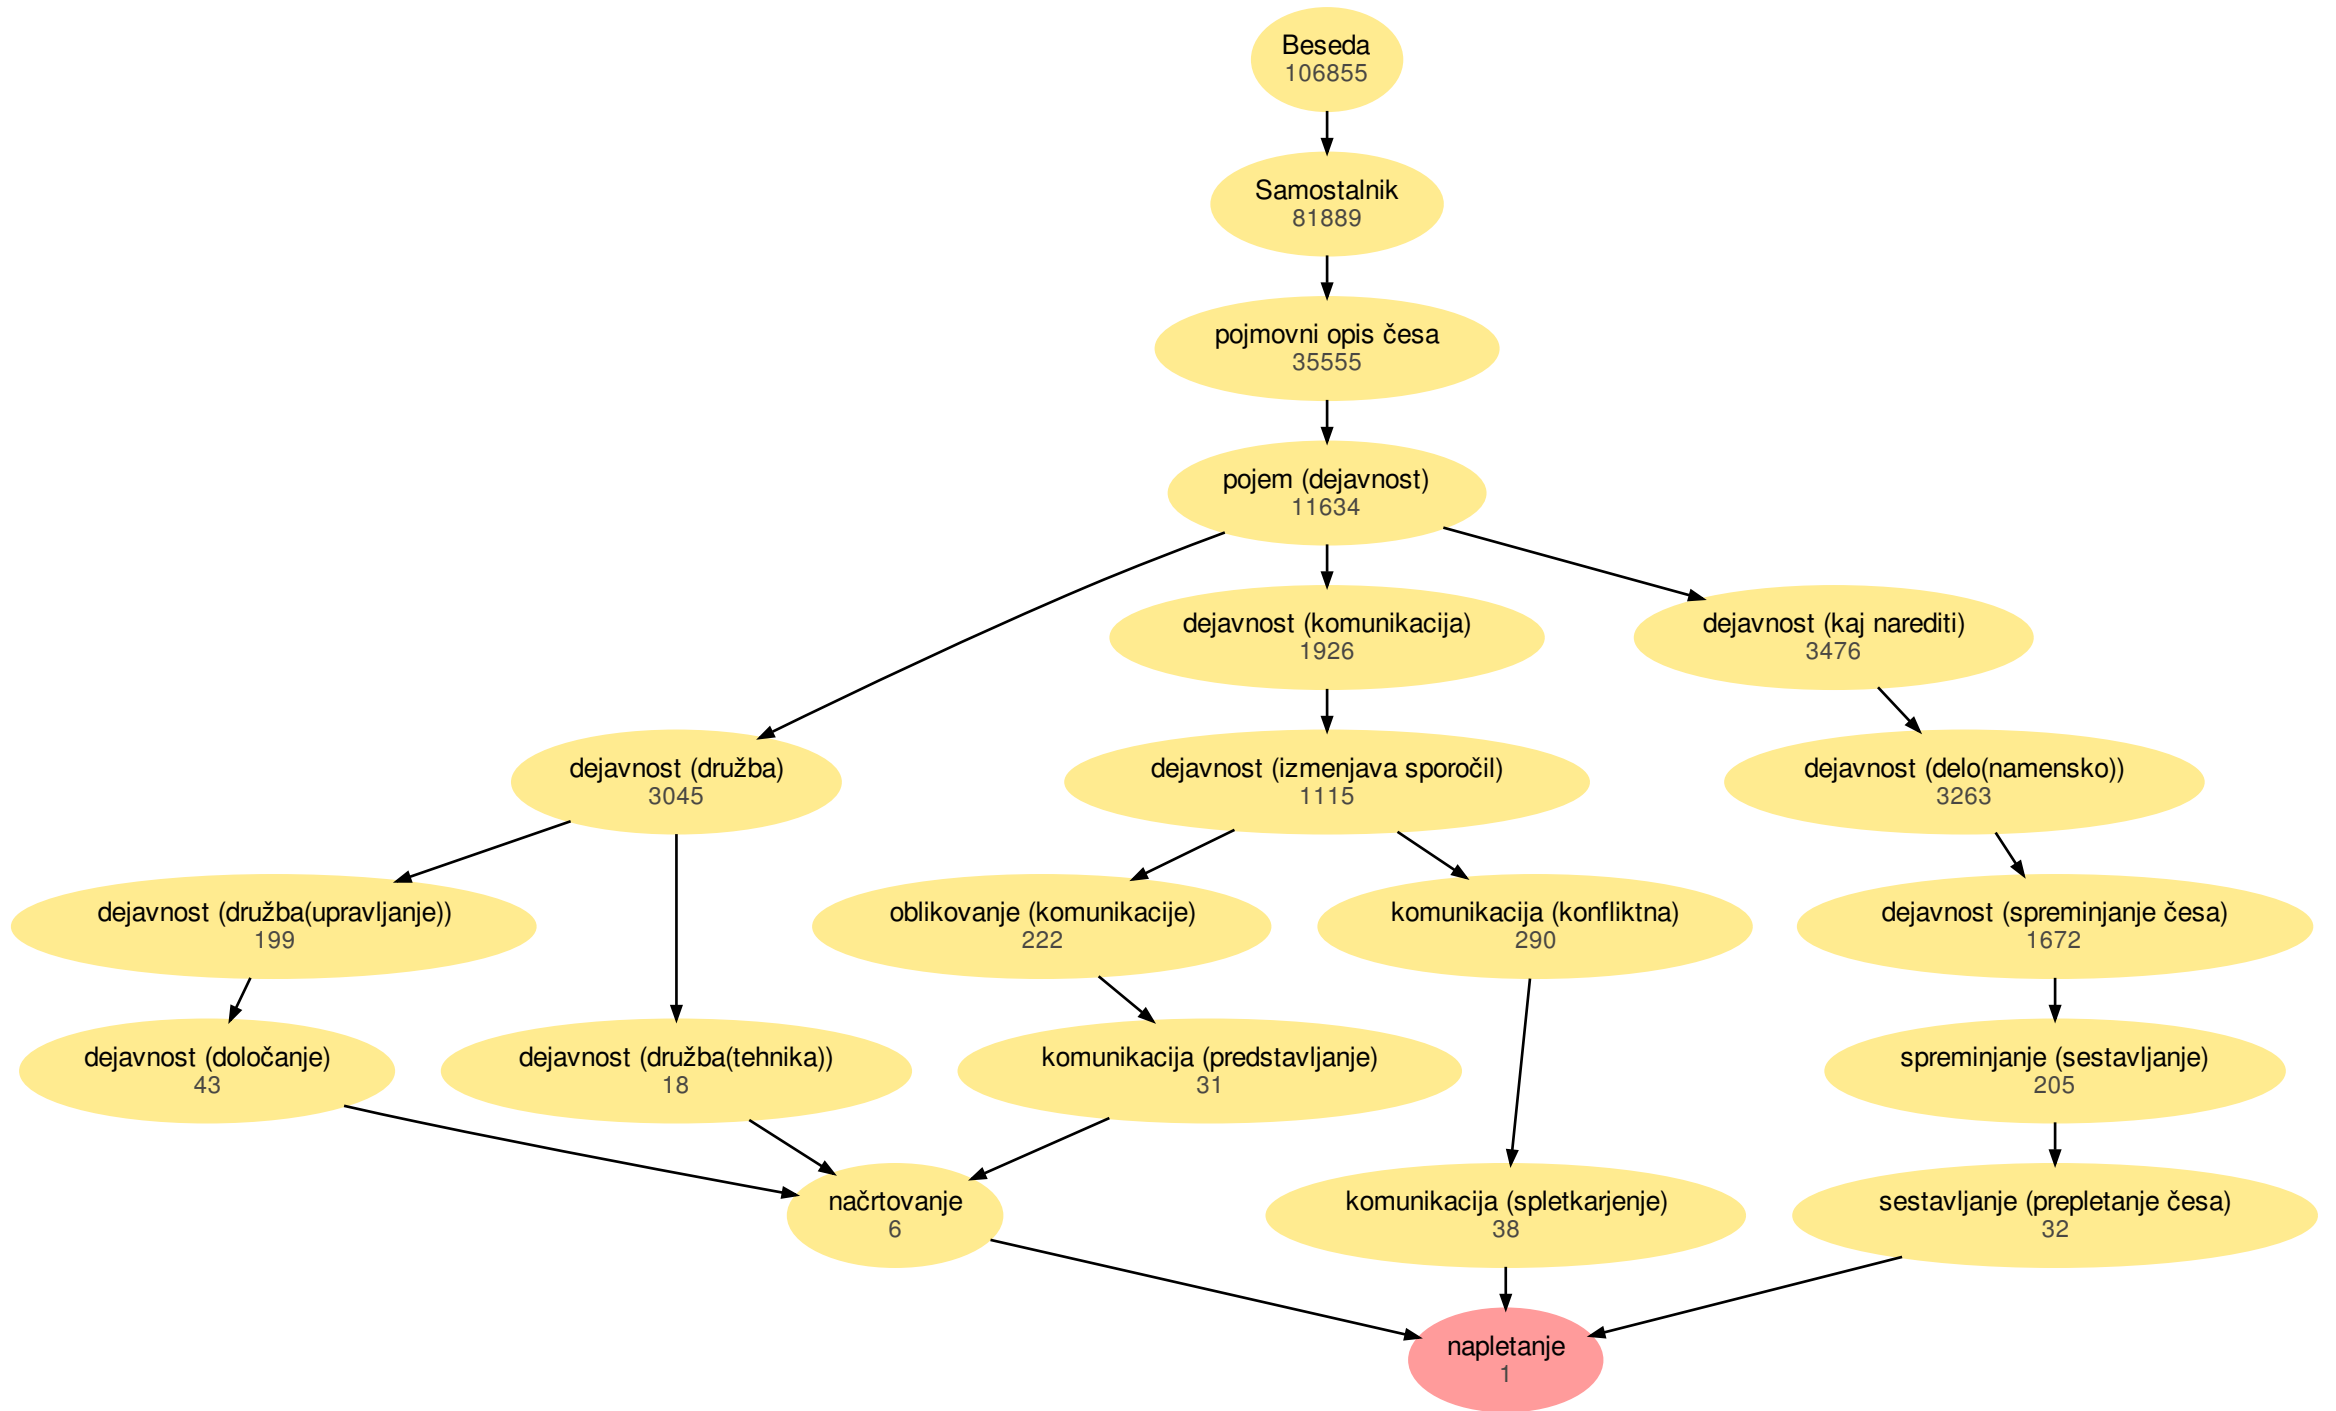 Beseda
106855
Samostalnik
81889
pojmovni opis česa
35555
pojem (dejavnost)
11634
dejavnost (komunikacija)
1926
dejavnost (kaj narediti)
3476
dejavnost (družba)
3045
dejavnost (izmenjava sporočil)
1115
dejavnost (delo(namensko))
3263
dejavnost (družba(upravljanje))
199
oblikovanje (komunikacije)
222
komunikacija (konfliktna)
290
dejavnost (spreminjanje česa)
1672
dejavnost (določanje)
43
dejavnost (družba(tehnika))
18
komunikacija (predstavljanje)
31
spreminjanje (sestavljanje)
205
načrtovanje
6
komunikacija (spletkarjenje)
38
sestavljanje (prepletanje česa)
32
napletanje
1